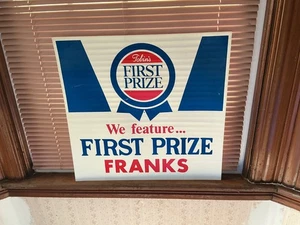 Tobin's
FIRST
PRIZE
We feature...
FIRST PRIZE
FRANKS